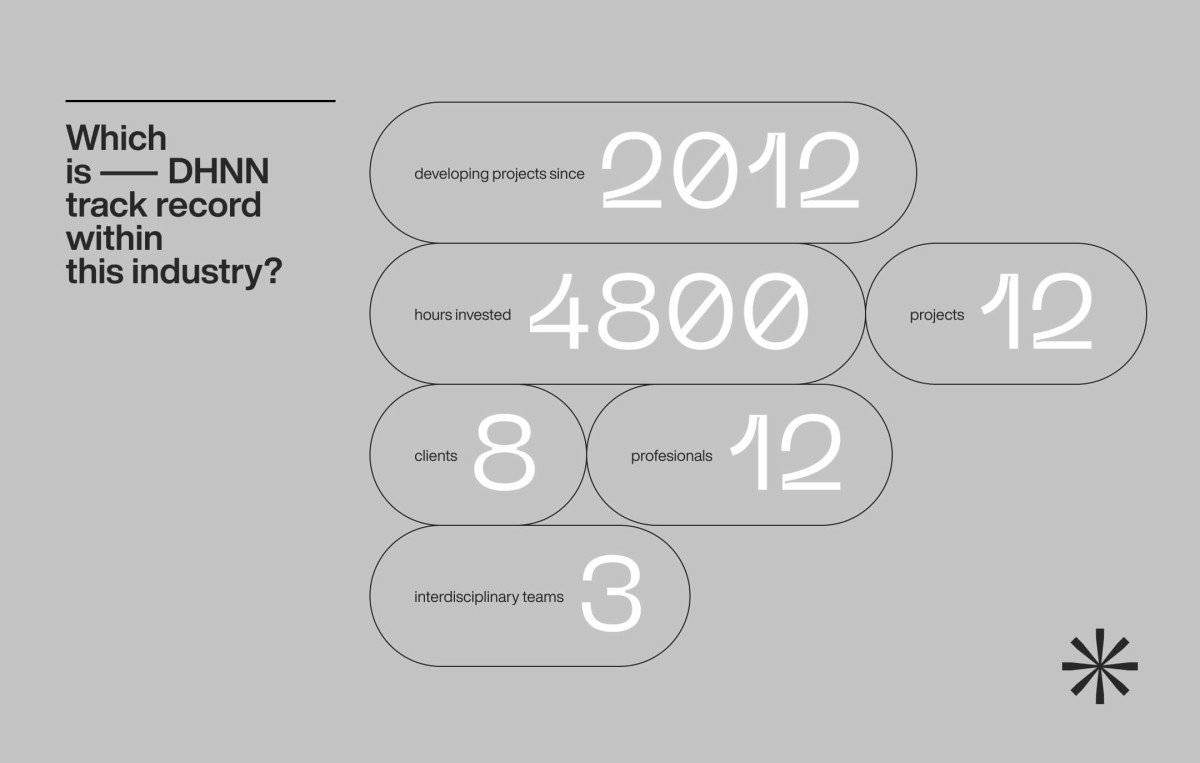 Which
is —— DHNN
track record
within
this industry?
developing projects since 2012
hours invested 4800
projects 12
clients 8
profesionals 12
interdisciplinary teams 3